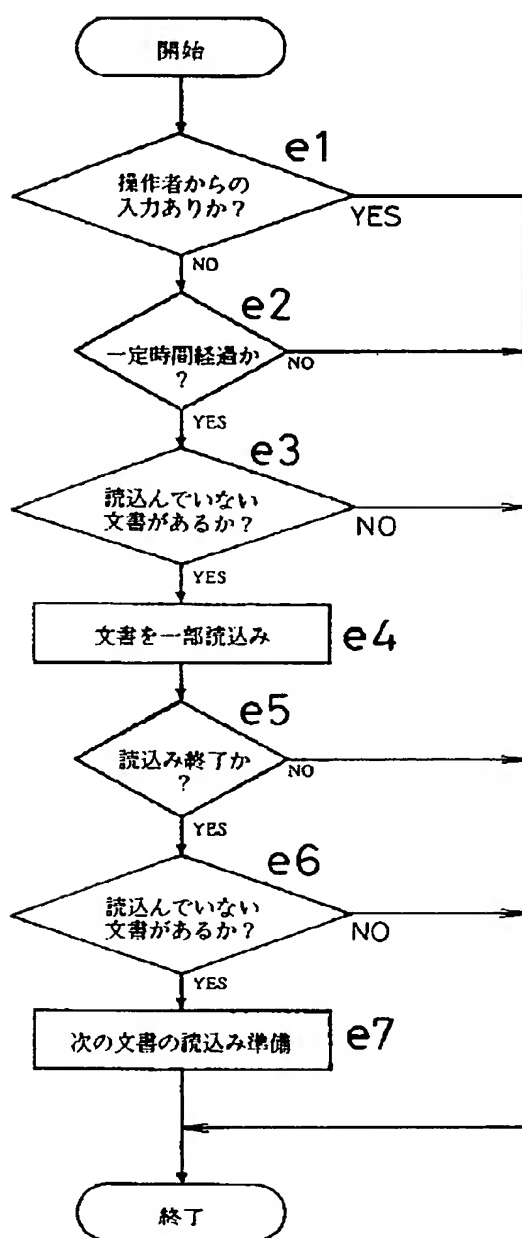 開始
e1
操作者からの
入力ありか?
YES
NO
e2
一定時間経過か
?
NO
YES
e3
読込んでいない
文書があるか?
NO
YES
文書を一部読込み
e4
e5
読込み終了か
?
NO
YES
e6
読込んでいない
文書があるか?
NO
YES
次の文書の読込み準備
e7
終了